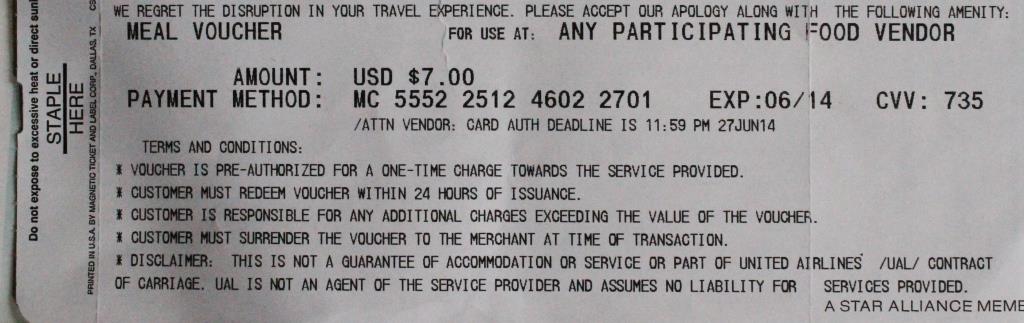 WE REGRET THE DISRUPTION IN YOUR TRAVEL EXPERIENCE. PLEASE ACCEPT OUR APOLOGY ALONG WITH THE FOLLOWING AMENITY:
MEAL VOUCHER FOR USE AT: ANY PARTICIPATING FOOD VENDOR
AMOUNT: USD $7.00
PAYMENT METHOD: MC 5552 2512 4602 2701 EXP:06/14 CVV: 735
/ATTN VENDOR: CARD AUTH DEADLINE IS 11:59 PM 27JUN14
TERMS AND CONDITIONS:
* VOUCHER IS PRE-AUTHORIZED FOR A ONE-TIME CHARGE TOWARDS THE SERVICE PROVIDED.
* CUSTOMER MUST REDEEM VOUCHER WITHIN 24 HOURS OF ISSUANCE.
* CUSTOMER IS RESPONSIBLE FOR ANY ADDITIONAL CHARGES EXCEEDING THE VALUE OF THE VOUCHER.
* CUSTOMER MUST SURRENDER THE VOUCHER TO THE MERCHANT AT TIME OF TRANSACTION.
* DISCLAIMER: THIS IS NOT A GUARANTEE OF ACCOMMODATION OR SERVICE OR PART OF UNITED AIRLINES /UAL/ CONTRACT
OF CARRIAGE. UAL IS NOT AN AGENT OF THE SERVICE PROVIDER AND ASSUMES NO LIABILITY FOR SERVICES PROVIDED.
A STAR ALLIANCE MEME
Do not expose to excessive heat or direct sunl
STAPLE
HERE
PRINTED IN U.S.A. BY MAGNETIC TICKET AND LABEL CORP., DALLAS, TX CS